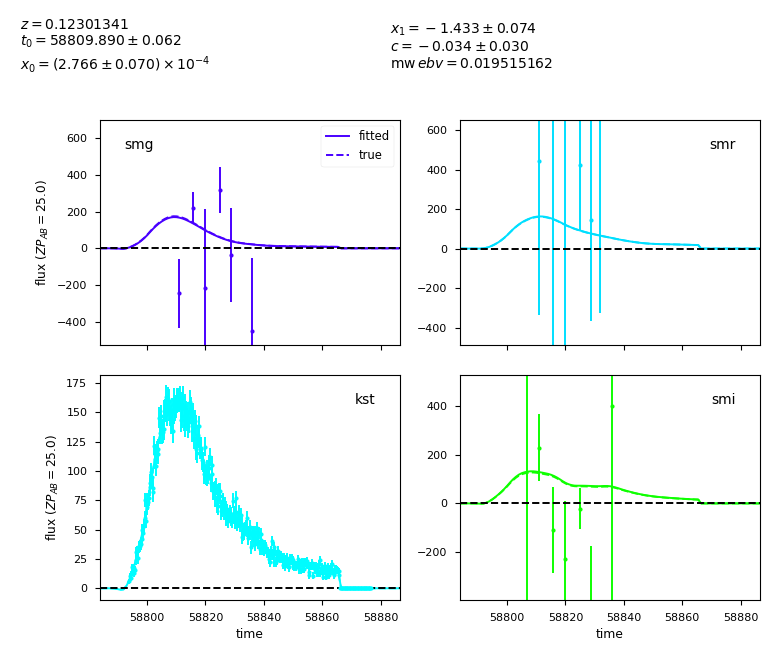 z = 0.12301341
t₀ = 58809.890 ± 0.062
x₀ = (2.766 ± 0.070) × 10⁻⁴
x₁ = −1.433 ± 0.074
c = −0.034 ± 0.030
mw ebv = 0.019515162
smg
fitted
true
600
400
200
0
−200
−400
flux (ZP_AB = 25.0)
smr
600
400
200
0
−200
−400
kst
175
150
125
100
75
50
25
0
flux (ZP_AB = 25.0)
58800 58820 58840 58860 58880
time
smi
400
200
0
−200
58800 58820 58840 58860 58880
time